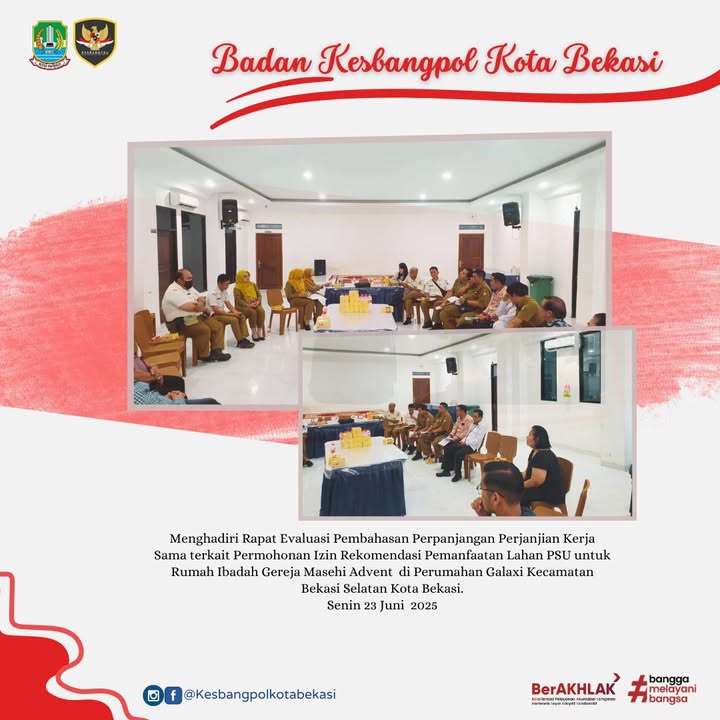 Badan Kesbangpol Kota Bekasi
Menghadiri Rapat Evaluasi Pembahasan Perpanjangan Perjanjian Kerja
Sama terkait Permohonan Izin Rekomendasi Pemanfaatan Lahan PSU untuk
Rumah Ibadah Gereja Masehi Advent di Perumahan Galaxi Kecamatan
Bekasi Selatan Kota Bekasi.
Senin 23 Juni 2025
@Kesbangpolkotabekasi
BerAKHLAK
#bangga
melayani
bangsa